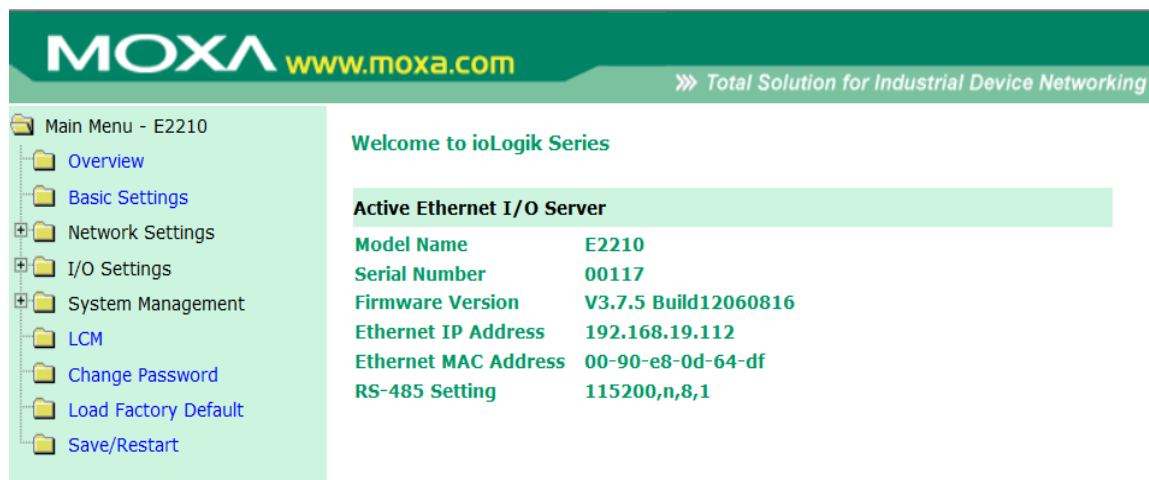 MOXA www.moxa.com
Total Solution for Industrial Device Networking
Main Menu - E2210
Overview
Basic Settings
Network Settings
I/O Settings
System Management
LCM
Change Password
Load Factory Default
Save/Restart
Welcome to ioLogik Series
Active Ethernet I/O Server
Model Name E2210
Serial Number 00117
Firmware Version V3.7.5 Build12060816
Ethernet IP Address 192.168.19.112
Ethernet MAC Address 00-90-e8-0d-64-df
RS-485 Setting 115200,n,8,1